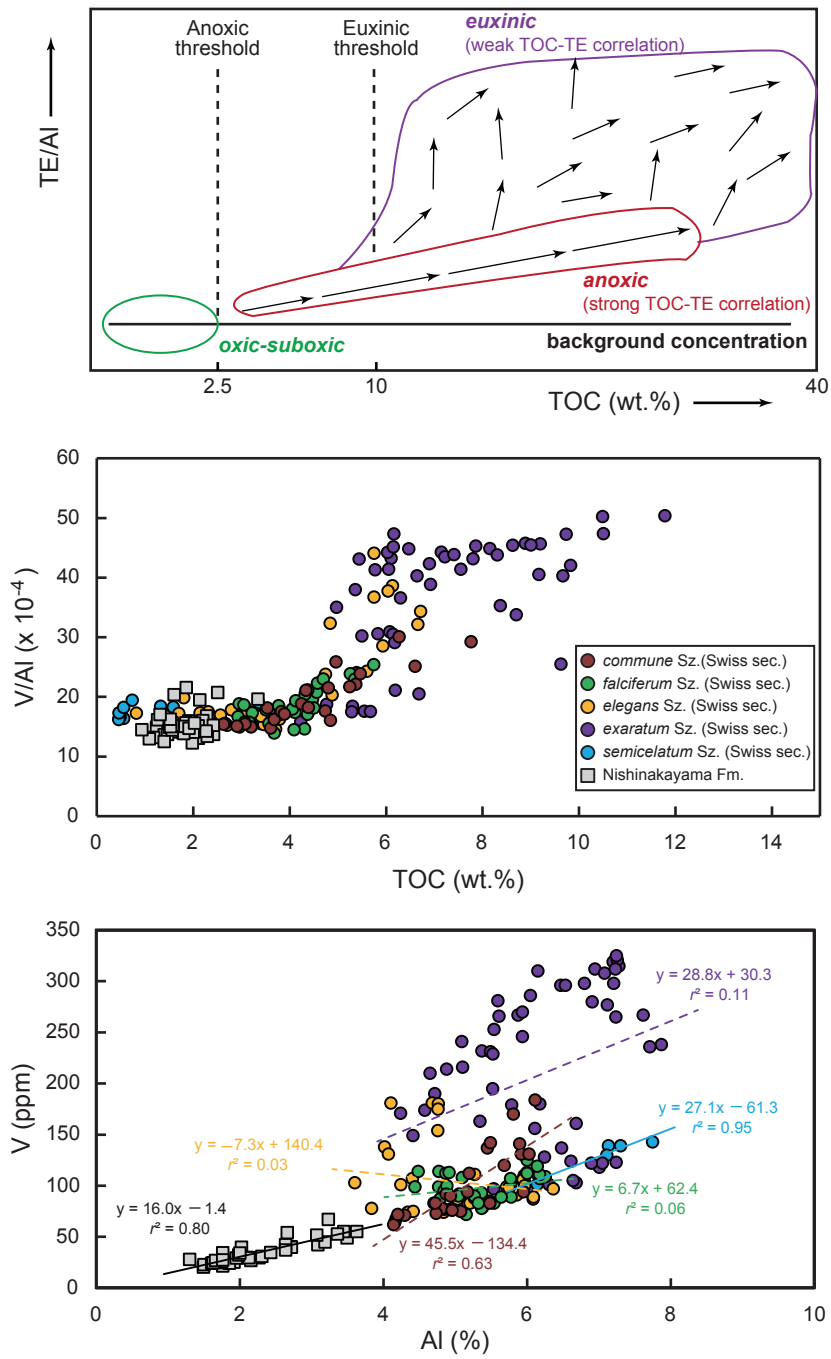 TE/Al
Anoxic
threshold
Euxinic
threshold
euxinic
(weak TOC-TE correlation)
anoxic
(strong TOC-TE correlation)
oxic-suboxic
background concentration
2.5
10
TOC (wt.%)
40
V/Al (x 10⁻⁴)
60
50
40
30
20
10
0
commune Sz.(Swiss sec.)
falciferum Sz. (Swiss sec.)
elegans Sz. (Swiss sec.)
exaratum Sz. (Swiss sec.)
semicelatum Sz. (Swiss sec.)
Nishinakayama Fm.
0 2 4 6 8 10 12 14
TOC (wt.%)
V (ppm)
350
300
250
200
150
100
50
0
y = 28.8x + 30.3
r² = 0.11
y = 27.1x − 61.3
r² = 0.95
y = −7.3x + 140.4
r² = 0.03
y = 16.0x − 1.4
r² = 0.80
6.7x + 62.4
r² = 0.06
y = 45.5x − 134.4
r² = 0.63
0 2 4 6 8 10
Al (%)